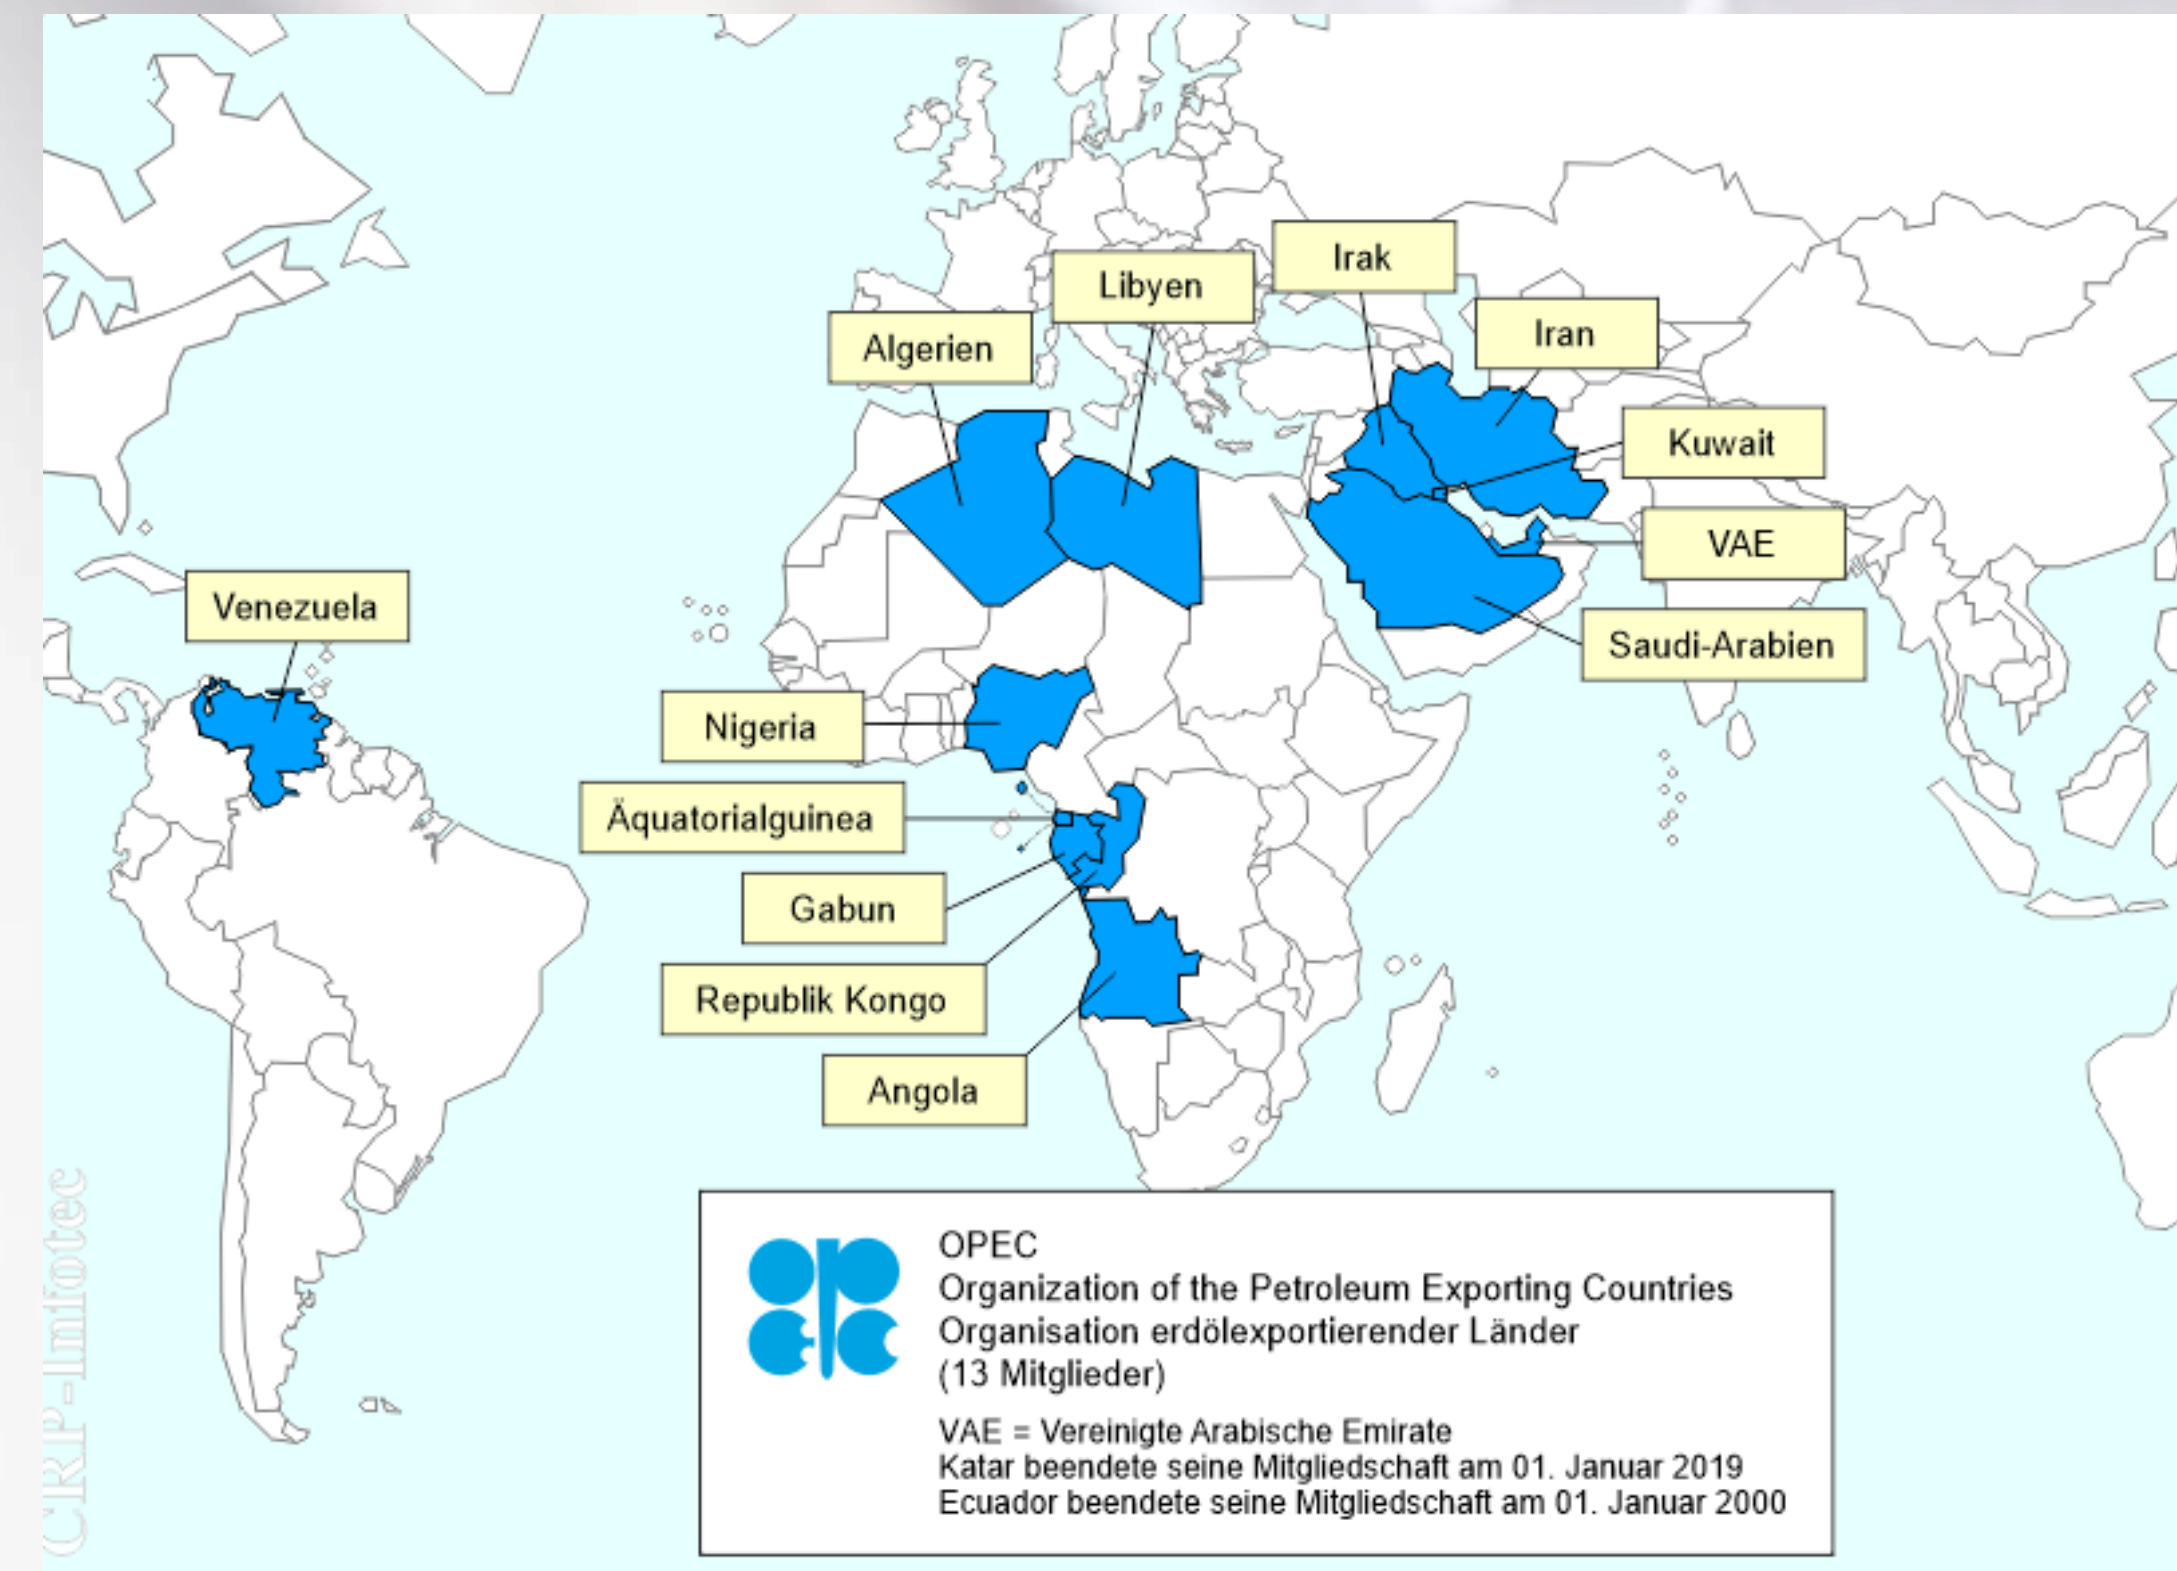 Irak
Libyen
Iran
Algerien
Kuwait
VAE
Venezuela
Saudi-Arabien
Nigeria
Äquatorialguinea
Gabun
Republik Kongo
Angola
OPEC
Organization of the Petroleum Exporting Countries
Organisation erdölexportierender Länder
(13 Mitglieder)
VAE = Vereinigte Arabische Emirate
Katar beendete seine Mitgliedschaft am 01. Januar 2019
Ecuador beendete seine Mitgliedschaft am 01. Januar 2000
CRP-Infotec